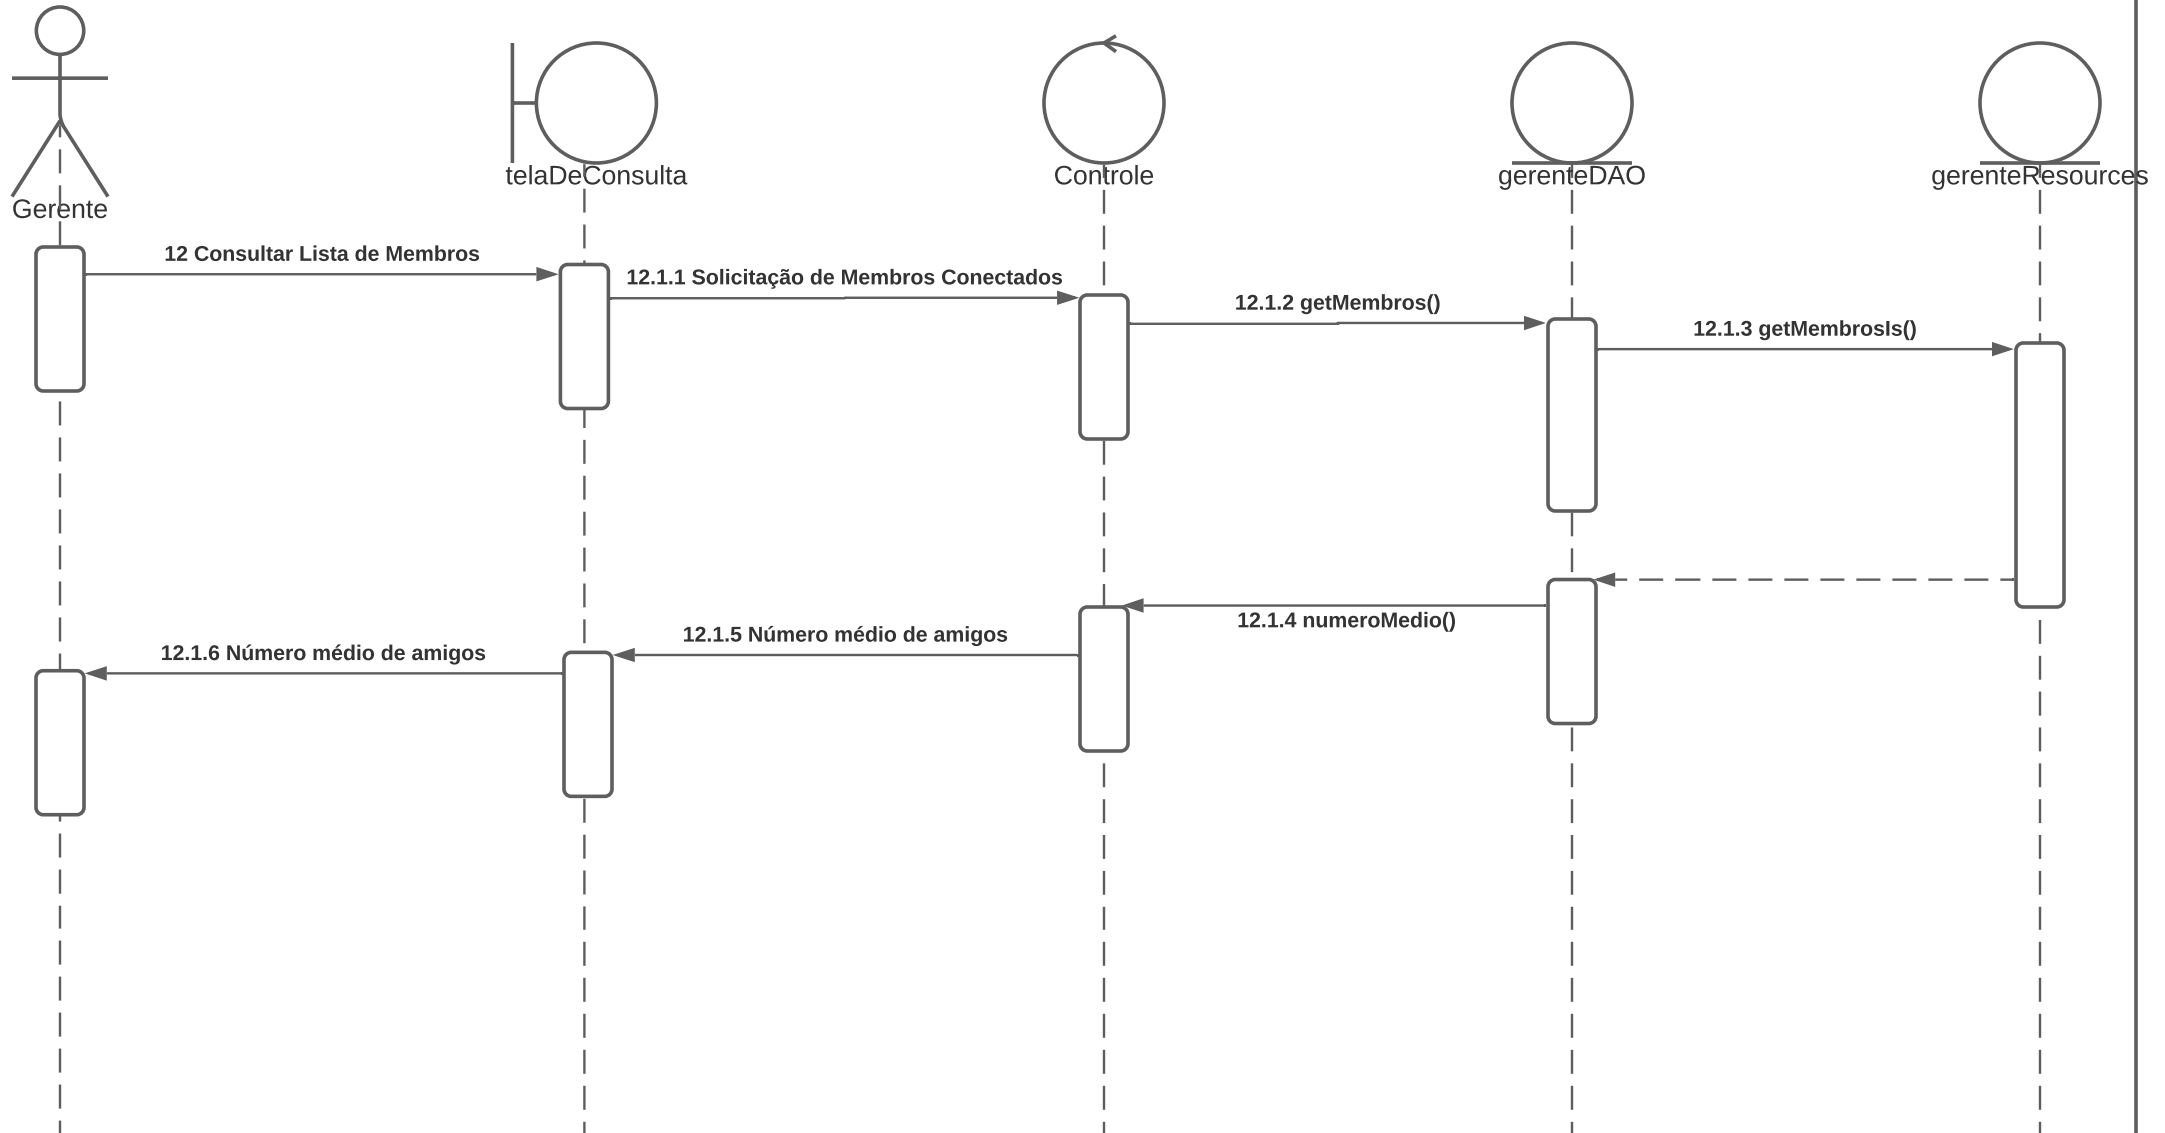 telaDeConsulta
Controle
gerenteDAO
gerenteResources
Gerente
12 Consultar Lista de Membros
12.1.1 Solicitação de Membros Conectados
12.1.2 getMembros()
12.1.3 getMembrosIs()
12.1.4 numeroMedio()
12.1.5 Número médio de amigos
12.1.6 Número médio de amigos